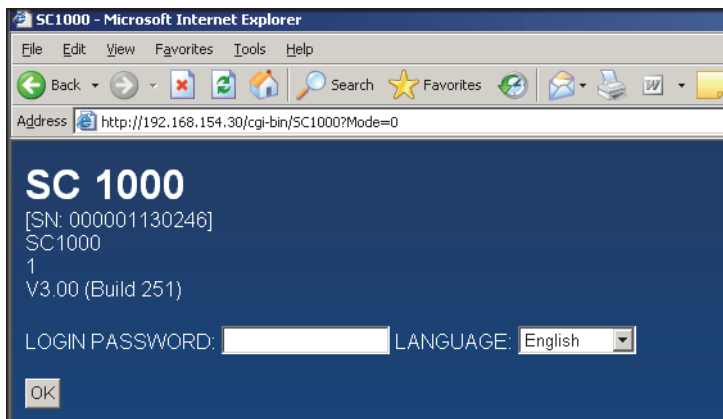 SC1000 - Microsoft Internet Explorer
File Edit View Favorites Tools Help
Back Search Favorites W
Address http://192.168.154.30/cgi-bin/SC1000?Mode=0
SC 1000
[SN: 000001130246]
SC1000
1
V3.00 (Build 251)
LOGIN PASSWORD: LANGUAGE: English
OK